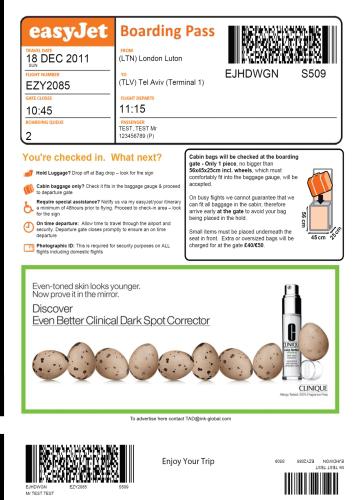 easyJet Boarding Pass
TRAVEL DATE
18 DEC 2011
SUN
FROM
(LTN) London Luton
FLIGHT NUMBER
EZY2085
TO
(TLV) Tel Aviv (Terminal 1)
EJHDWGN S509
GATE CLOSES
10:45
FLIGHT DEPARTS
11:15
BOARDING QUEUE
2
PASSENGER
TEST, TEST Mr
123456789 (P)
You're checked in. What next?
Hold Luggage? Drop off at Bag drop – look for the sign
Cabin baggage only? Check it fits in the baggage gauge & proceed
to departure gate
Require special assistance? Notify us via my easyjet/your itinerary
a minimum of 48hours prior to flying. Proceed to check-in area – look
for the sign
On time departure: Allow time to travel through the airport and
security. Departure gate closes promptly to ensure an on time
departure
Photographic ID: This is required for security purposes on ALL
flights including domestic flights
Cabin bags will be checked at the boarding
gate - Only 1 piece, no bigger than
56x45x25cm incl. wheels, which must
comfortably fit into the baggage gauge, will be
accepted.
On busy flights we cannot guarantee that we
can fit all baggage in the cabin; therefore
arrive early at the gate to avoid your bag
being placed in the hold.
Small items must be placed underneath the
seat in front. Extra or oversized bags will be
charged for at the gate £40/€50
56 cm
45cm
25cm
Even-toned skin looks younger.
Now prove it in the mirror.
Discover
Even Better Clinical Dark Spot Corrector
CLINIQUE
CLINIQUE
Allergy Tested. 100% Fragrance Free.
To advertise here contact TAD@ink-global.com
Enjoy Your Trip
EJHDWGN EZY2085 S509
Mr TEST TEST
EJHDWGN EZY2085 S509
Mr TEST TEST